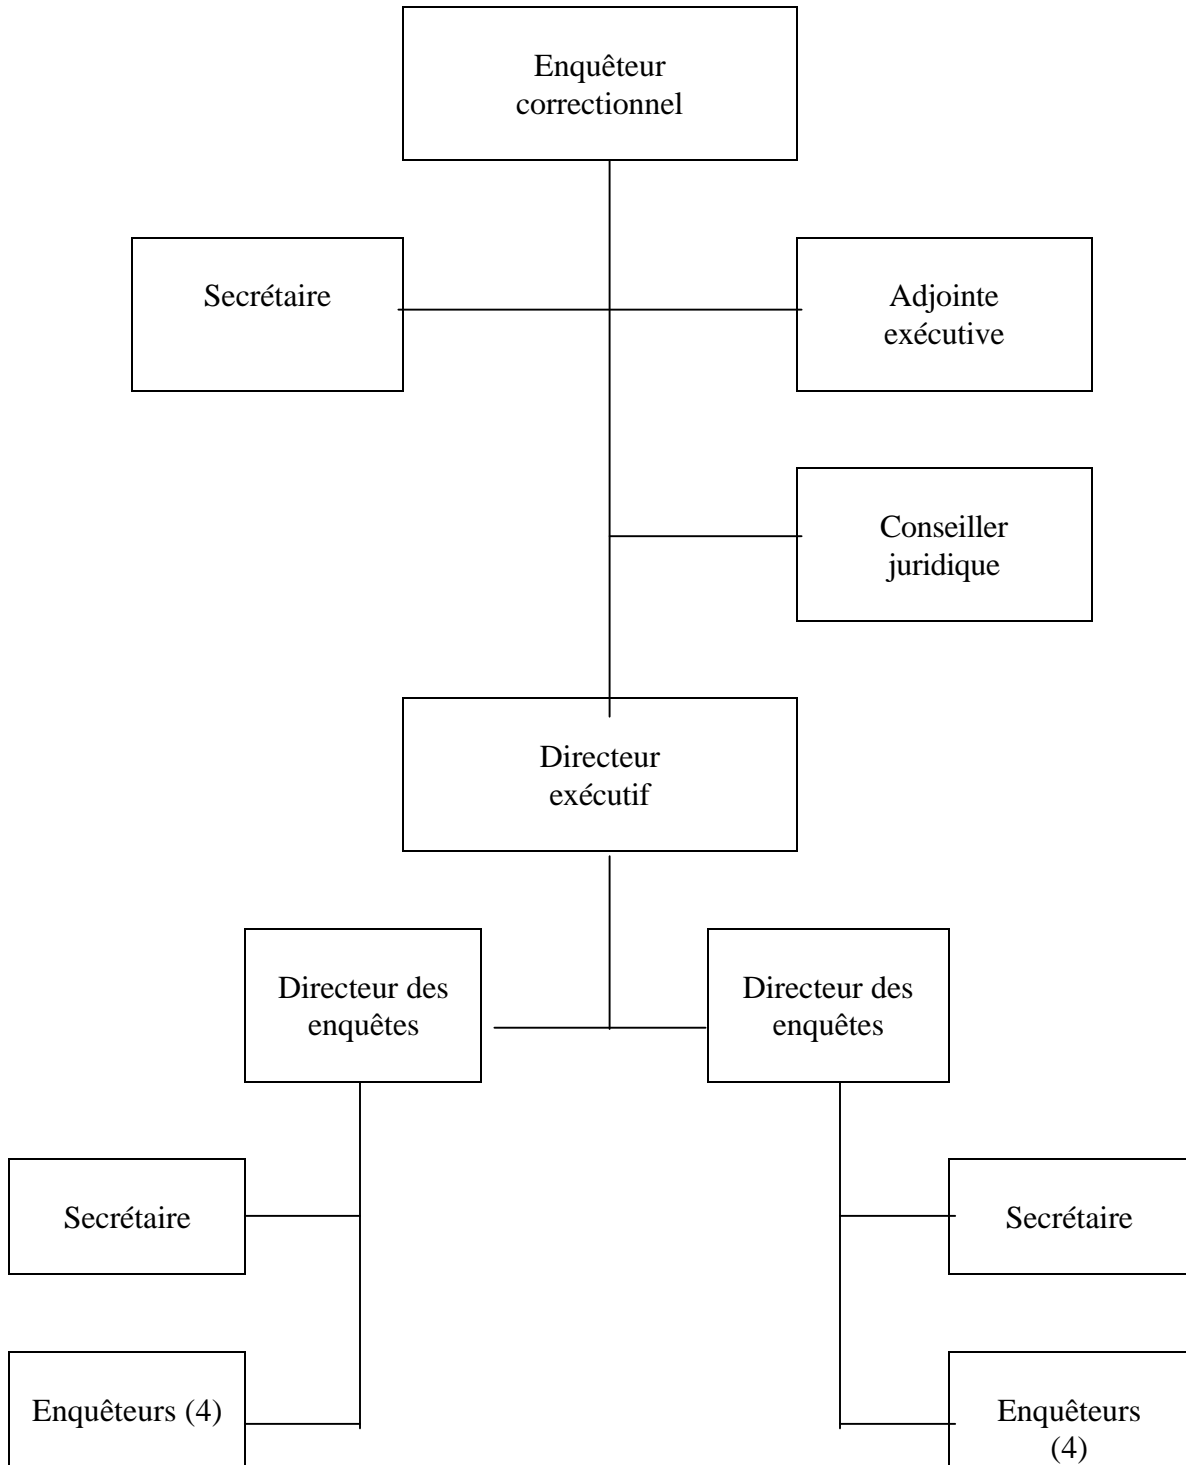 Enquêteur
correctionnel
Secrétaire
Adjointe
exécutive
Conseiller
juridique
Directeur
exécutif
Directeur des
enquêtes
Directeur des
enquêtes
Secrétaire
Secrétaire
Enquêteurs (4)
Enquêteurs
(4)